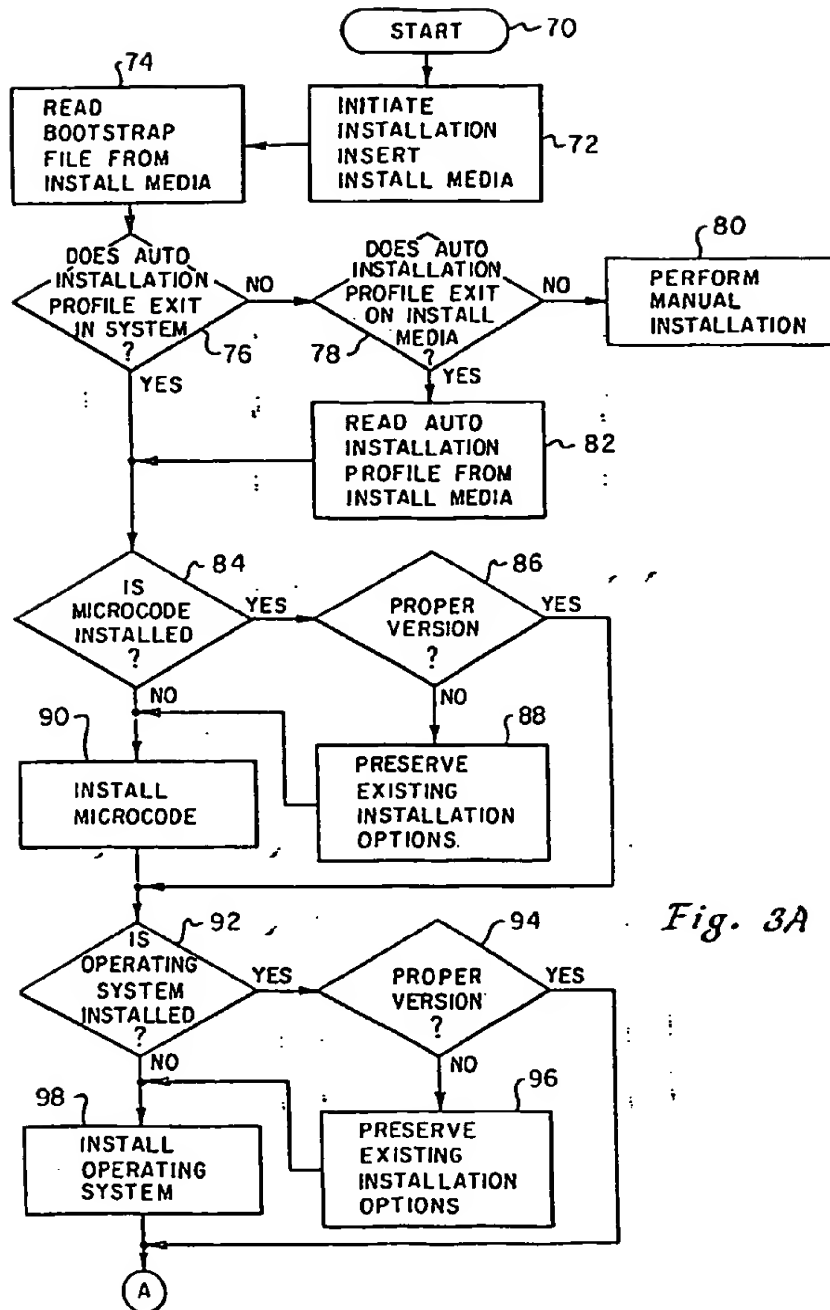 START
70
74
READ
BOOTSTRAP
FILE FROM
INSTALL MEDIA
INITIATE
INSTALLATION
INSERT
INSTALL MEDIA
72
DOES AUTO
INSTALLATION
PROFILE EXIT
IN SYSTEM
?
76
NO
YES
DOES AUTO
INSTALLATION
PROFILE EXIT
ON INSTALL
MEDIA
?
78
NO
YES
80
PERFORM
MANUAL
INSTALLATION
READ AUTO
INSTALLATION
PROFILE FROM
INSTALL MEDIA
82
84
IS
MICROCODE
INSTALLED
?
YES
NO
86
PROPER
VERSION
?
YES
NO
90
INSTALL
MICROCODE
88
PRESERVE
EXISTING
INSTALLATION
OPTIONS.
92
IS
OPERATING
SYSTEM
INSTALLED
?
YES
NO
94
PROPER
VERSION
?
YES
NO
Fig. 3A
98
INSTALL
OPERATING
SYSTEM
96
PRESERVE
EXISTING
INSTALLATION
OPTIONS
A